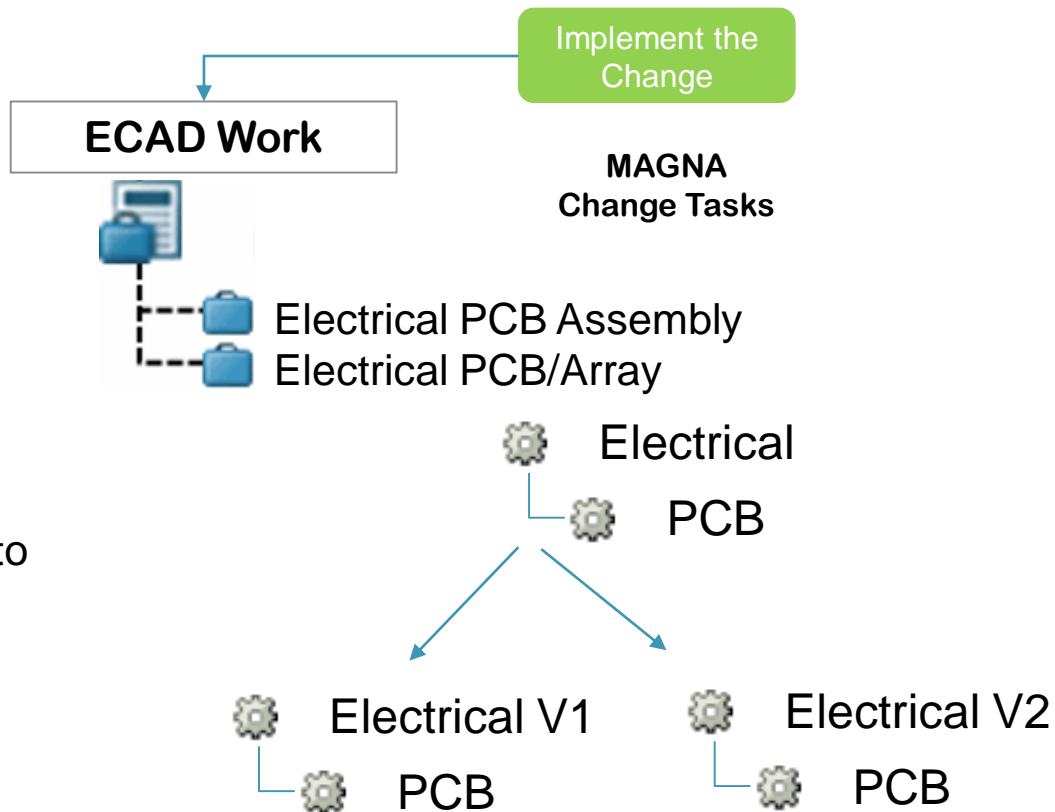 Implement the
Change
ECAD Work
MAGNA
Change Tasks
Electrical PCB Assembly
Electrical PCB/Array
Electrical
PCB
to
Electrical V1
PCB
Electrical V2
PCB